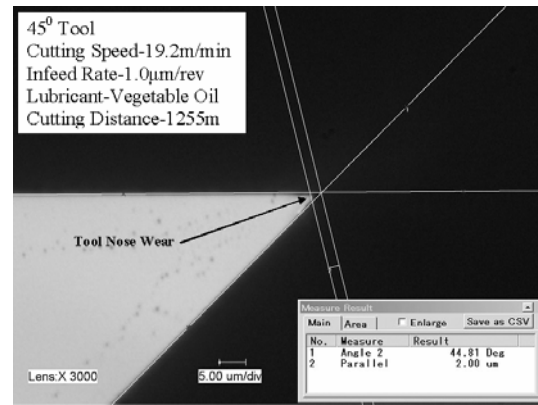 45⁰ Tool
Cutting Speed-19.2m/min
Infeed Rate-1.0µm/rev
Lubricant-Vegetable Oil
Cutting Distance-1255m
Tool Nose Wear
Measure Result
Main Area Enlarge Save as CSV
No. Measure Result
1 Angle 2 44.81 Deg
2 Parallel 2.00 um
Lens:X 3000
5.00 um/div